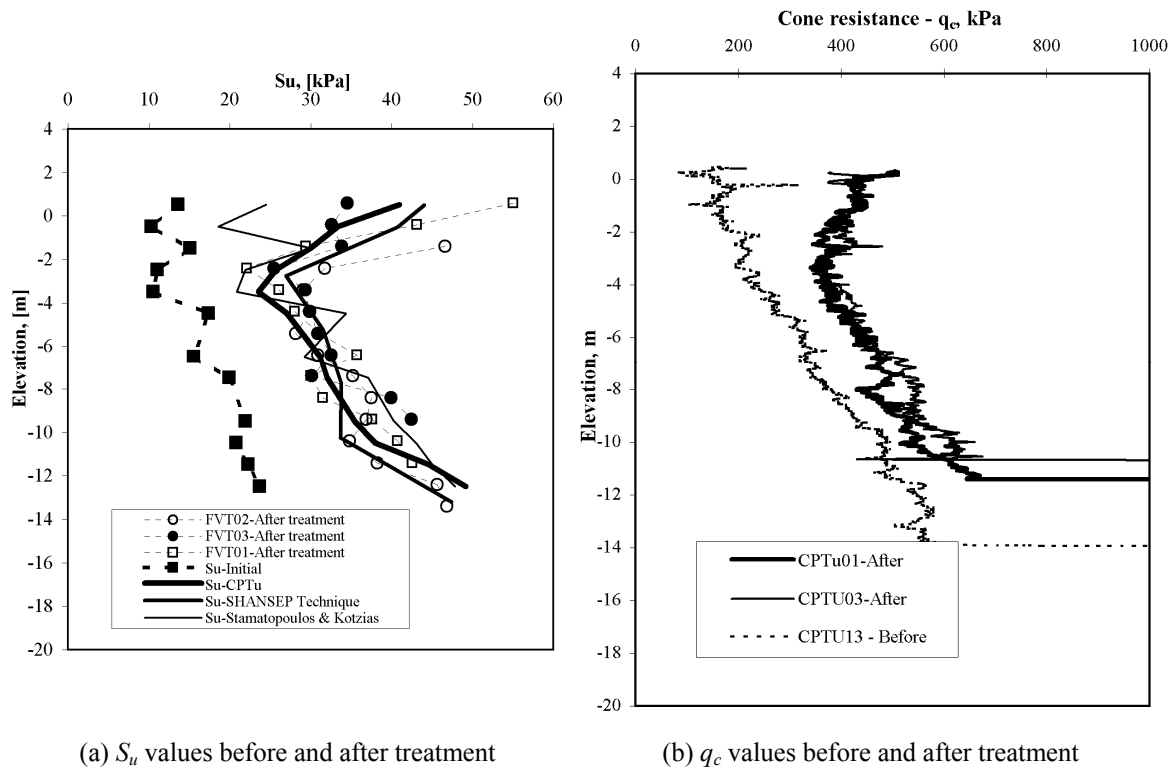 Su, [kPa]
0 10 20 30 40 50 60
4
2
0
-2
-4
-6
-8
-10
-12
-14
-16
-18
-20
Elevation, [m]
FVT02-After treatment
FVT03-After treatment
FVT01-After treatment
Su-Initial
Su-CPTu
Su-SHANSEP Technique
Su-Stamatopoulos & Kotzias
(a) Su values before and after treatment
Cone resistance - qc, kPa
0 200 400 600 800 1000
4
2
0
-2
-4
-6
-8
-10
-12
-14
-16
-18
-20
Elevation, m
CPTu01-After
CPTU03-After
CPTU13 - Before
(b) qc values before and after treatment